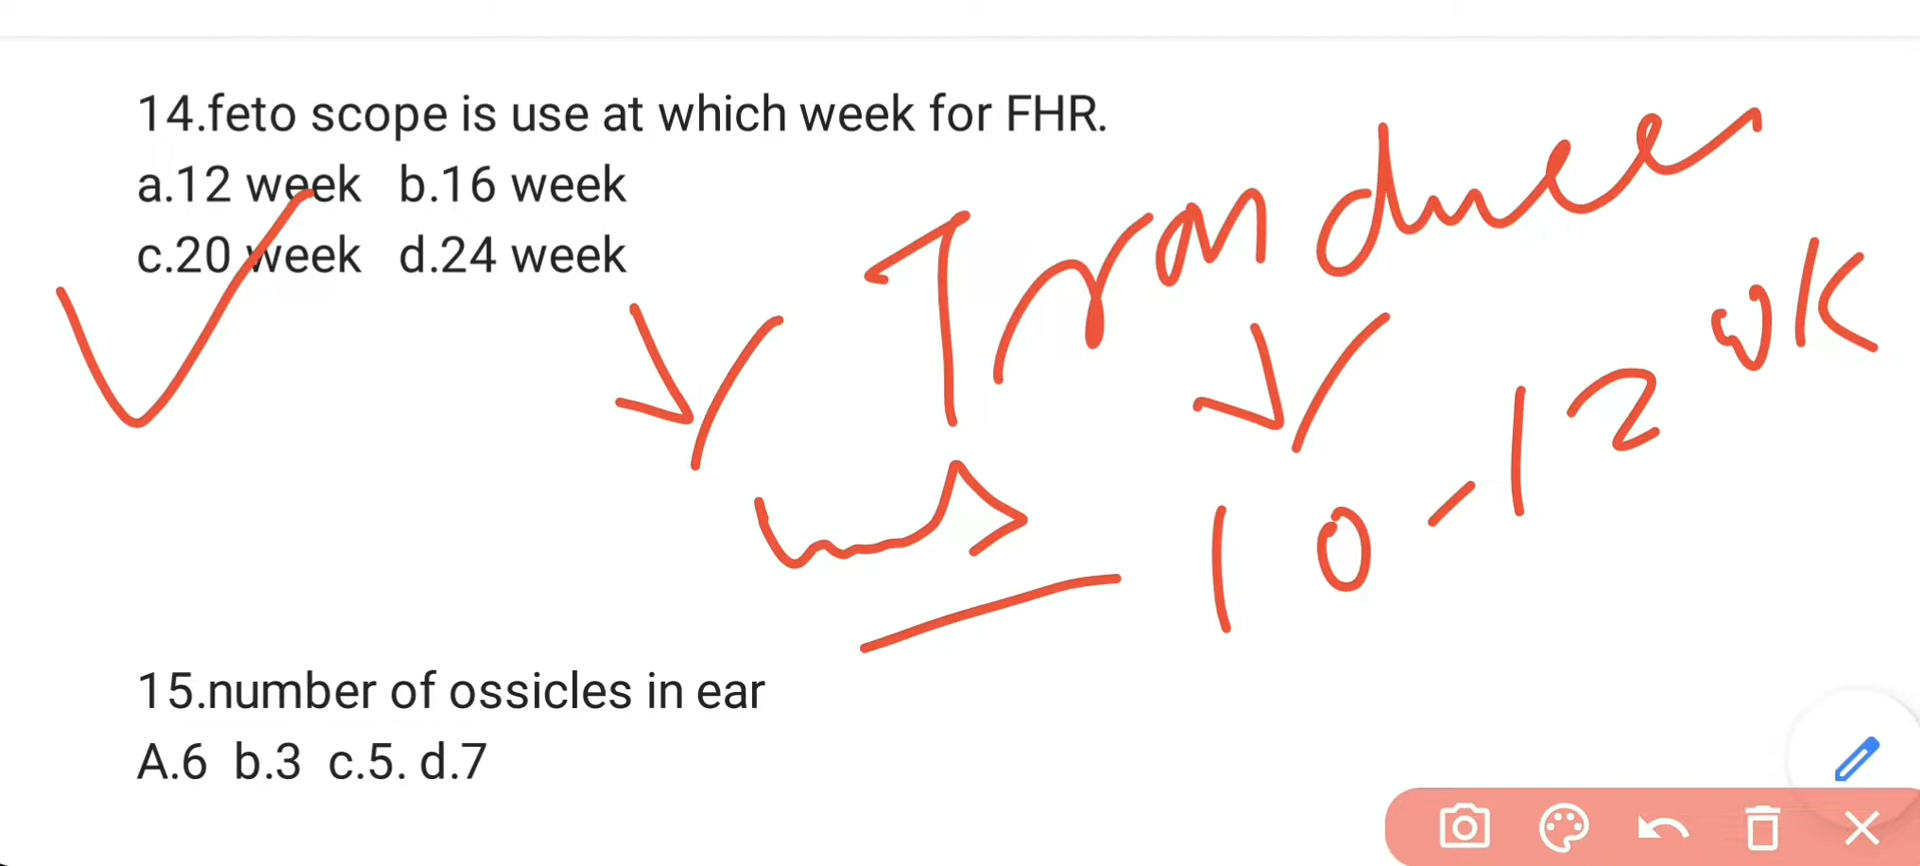 14.feto scope is use at which week for FHR.
a.12 week b.16 week
c.20 week d.24 week
10-12 wk
15.number of ossicles in ear
A.6 b.3 c.5. d.7